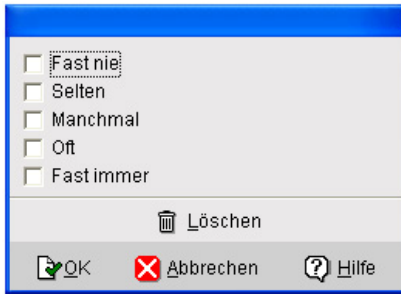 Fast nie
Selten
Manchmal
Oft
Fast immer
Löschen
OK Abbrechen Hilfe